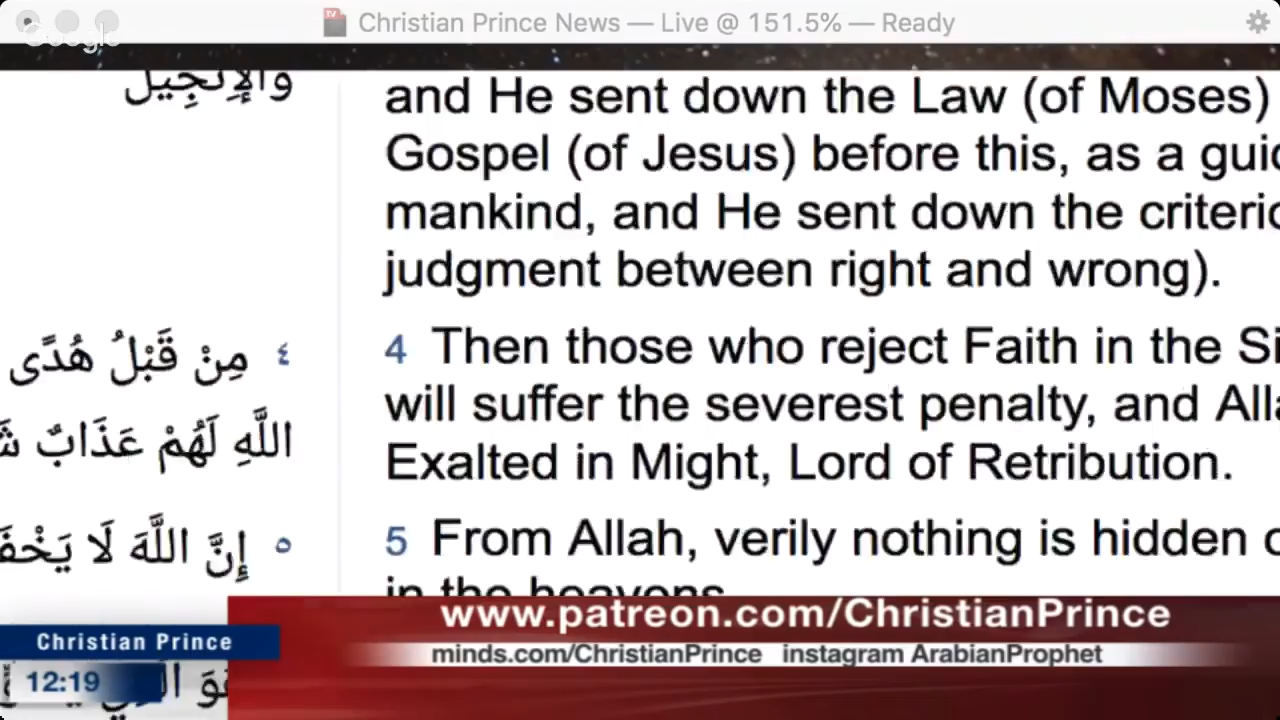 Christian Prince News — Live @ 151.5% — Ready
Google
وَالْإِنْجِيلَ
and He sent down the Law (of Moses)
Gospel (of Jesus) before this, as a
mankind, and He sent down the
judgment between right and wrong).
٤ مِنْ قَبْلُ هُدًى
اللَّهِ لَهُمْ عَذَابٌ
4 Then those who reject Faith in the
will suffer the severest penalty, and
Exalted in Might, Lord of Retribution.
٥ إِنَّ اللَّهَ لَا
5 From Allah, verily nothing is hidden
in the heavens
www.patreon.com/ChristianPrince
minds.com/ChristianPrince instagram ArabianProphet
Christian Prince
12:19